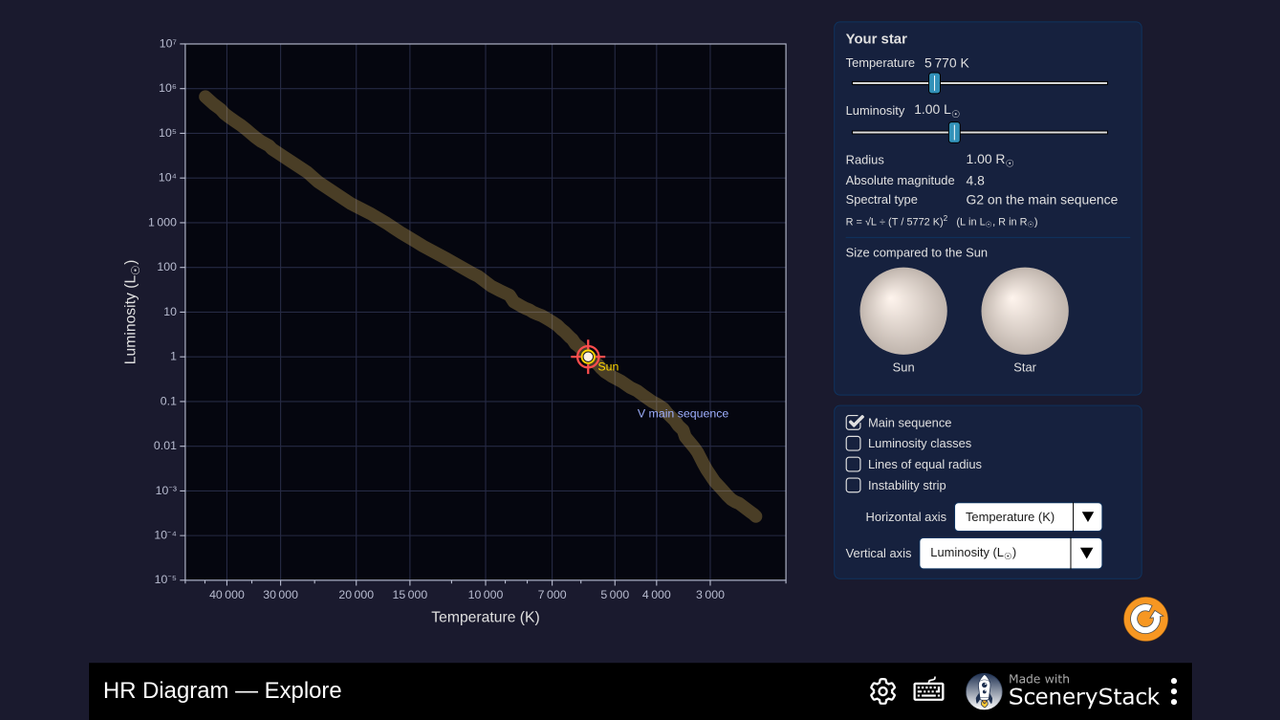 10⁷
10⁶
10⁵
10⁴
1 000
100
10
1
0.1
0.01
10⁻³
10⁻⁴
10⁻⁵
Luminosity (L☉)
Sun
V main sequence
40 000 30 000 20 000 15 000 10 000 7 000 5 000 4 000 3 000
Temperature (K)
Your star
Temperature 5 770 K
Luminosity 1.00 L☉
Radius 1.00 R☉
Absolute magnitude 4.8
Spectral type G2 on the main sequence
R = √L ÷ (T / 5772 K)² (L in L☉, R in R☉)
Size compared to the Sun
Sun Star
Main sequence
Luminosity classes
Lines of equal radius
Instability strip
Horizontal axis Temperature (K)
Vertical axis Luminosity (L☉)
HR Diagram — Explore
Made with
SceneryStack